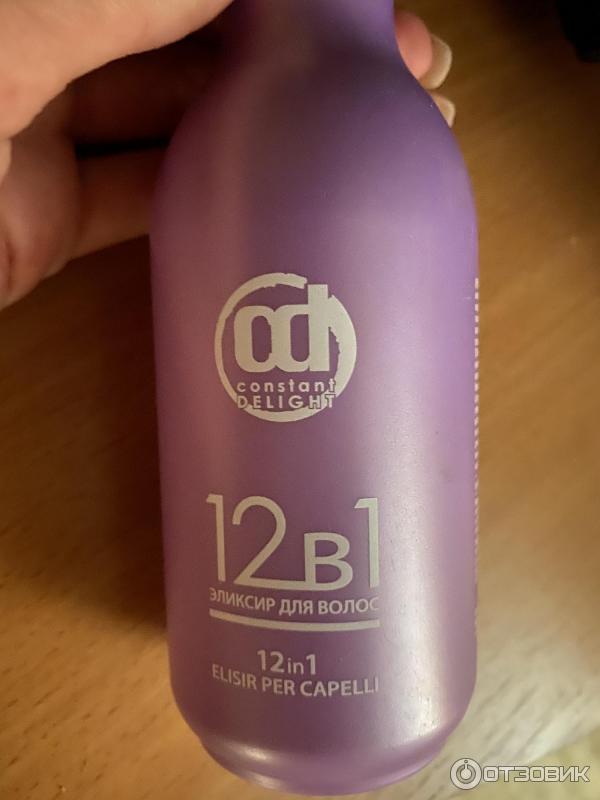 cd
constant
DELIGHT
12в1
ЭЛИКСИР ДЛЯ ВОЛОС
12in1
ELISIR PER CAPELLI
ОТЗОВИК